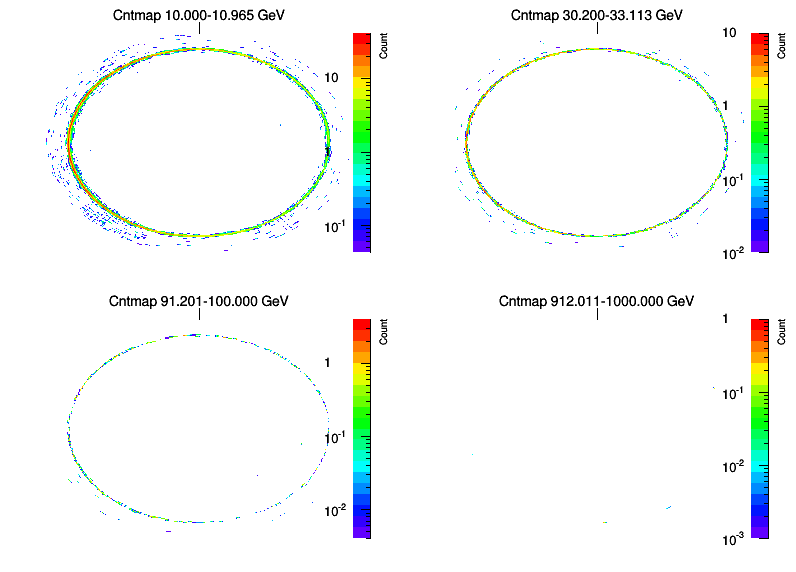 Cntmap 10.000-10.965 GeV
Count
10
10^-1
Cntmap 30.200-33.113 GeV
Count
10
1
10^-1
10^-2
Cntmap 91.201-100.000 GeV
Count
1
10^-1
10^-2
Cntmap 912.011-1000.000 GeV
Count
1
10^-1
10^-2
10^-3